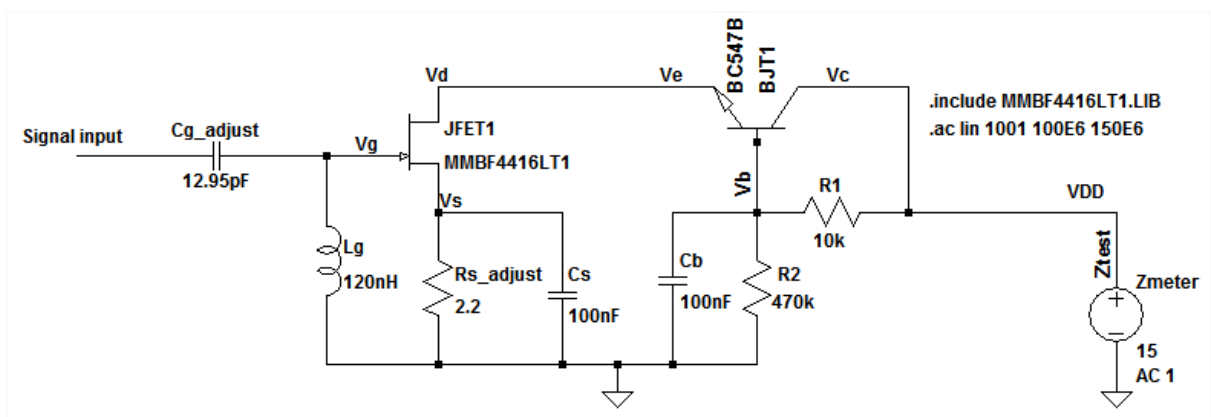 Signal input
Cg_adjust
12.95pF
Vg
Lg
120nH
Vd
JFET1
MMBF4416LT1
Vs
Rs_adjust
2.2
Cs
100nF
Ve
BC547B
BJT1
Vc
Vb
Cb
100nF
R2
470k
R1
10k
.include MMBF4416LT1.LIB
.ac lin 1001 100E6 150E6
VDD
Ztest
Zmeter
15
AC 1